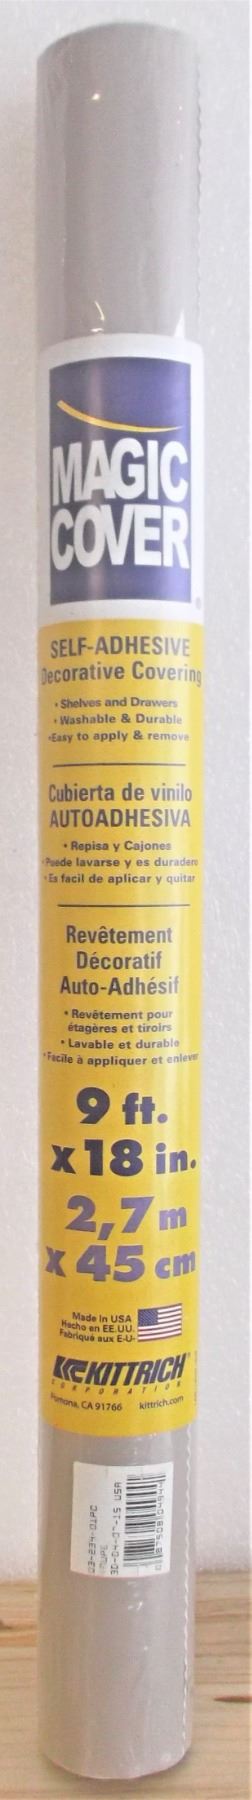 MAGIC
COVER
®
SELF-ADHESIVE
Decorative Covering
• Shelves and Drawers
• Washable & Durable
•Easy to apply & remove
Cubierta de vinilo
AUTOADHESIVA
• Repisa y Cajones
•Puede lavarse y es duradero
• Es facil de aplicar y quitar
Revêtement
Décoratif
Auto-Adhésif
• Revêtement pour
étagères et tiroirs
• Lavable et durable
•Facile à appliquer et enlever
9 ft.
x 18 in.
2,7 m
x 45 cm
Made in USA
Hecho en EE.UU.
Fabriqué aux E-U-
KITTRICH®
CORPORATION
Pomona, CA 91766 kittrich.com